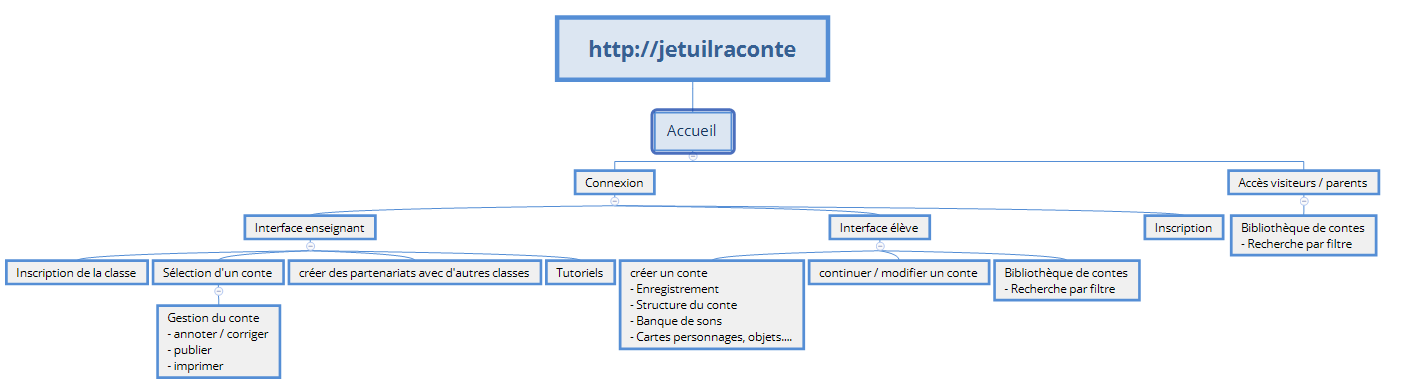 http://jetuilraconte
Accueil
Connexion
Accès visiteurs / parents
Interface enseignant
Interface élève
Inscription
Bibliothèque de contes
- Recherche par filtre
Inscription de la classe
Sélection d'un conte
créer des partenariats avec d'autres classes
Tutoriels
créer un conte
- Enregistrement
- Structure du conte
- Banque de sons
- Cartes personnages, objets....
continuer / modifier un conte
Bibliothèque de contes
- Recherche par filtre
Gestion du conte
- annoter / corriger
- publier
- imprimer